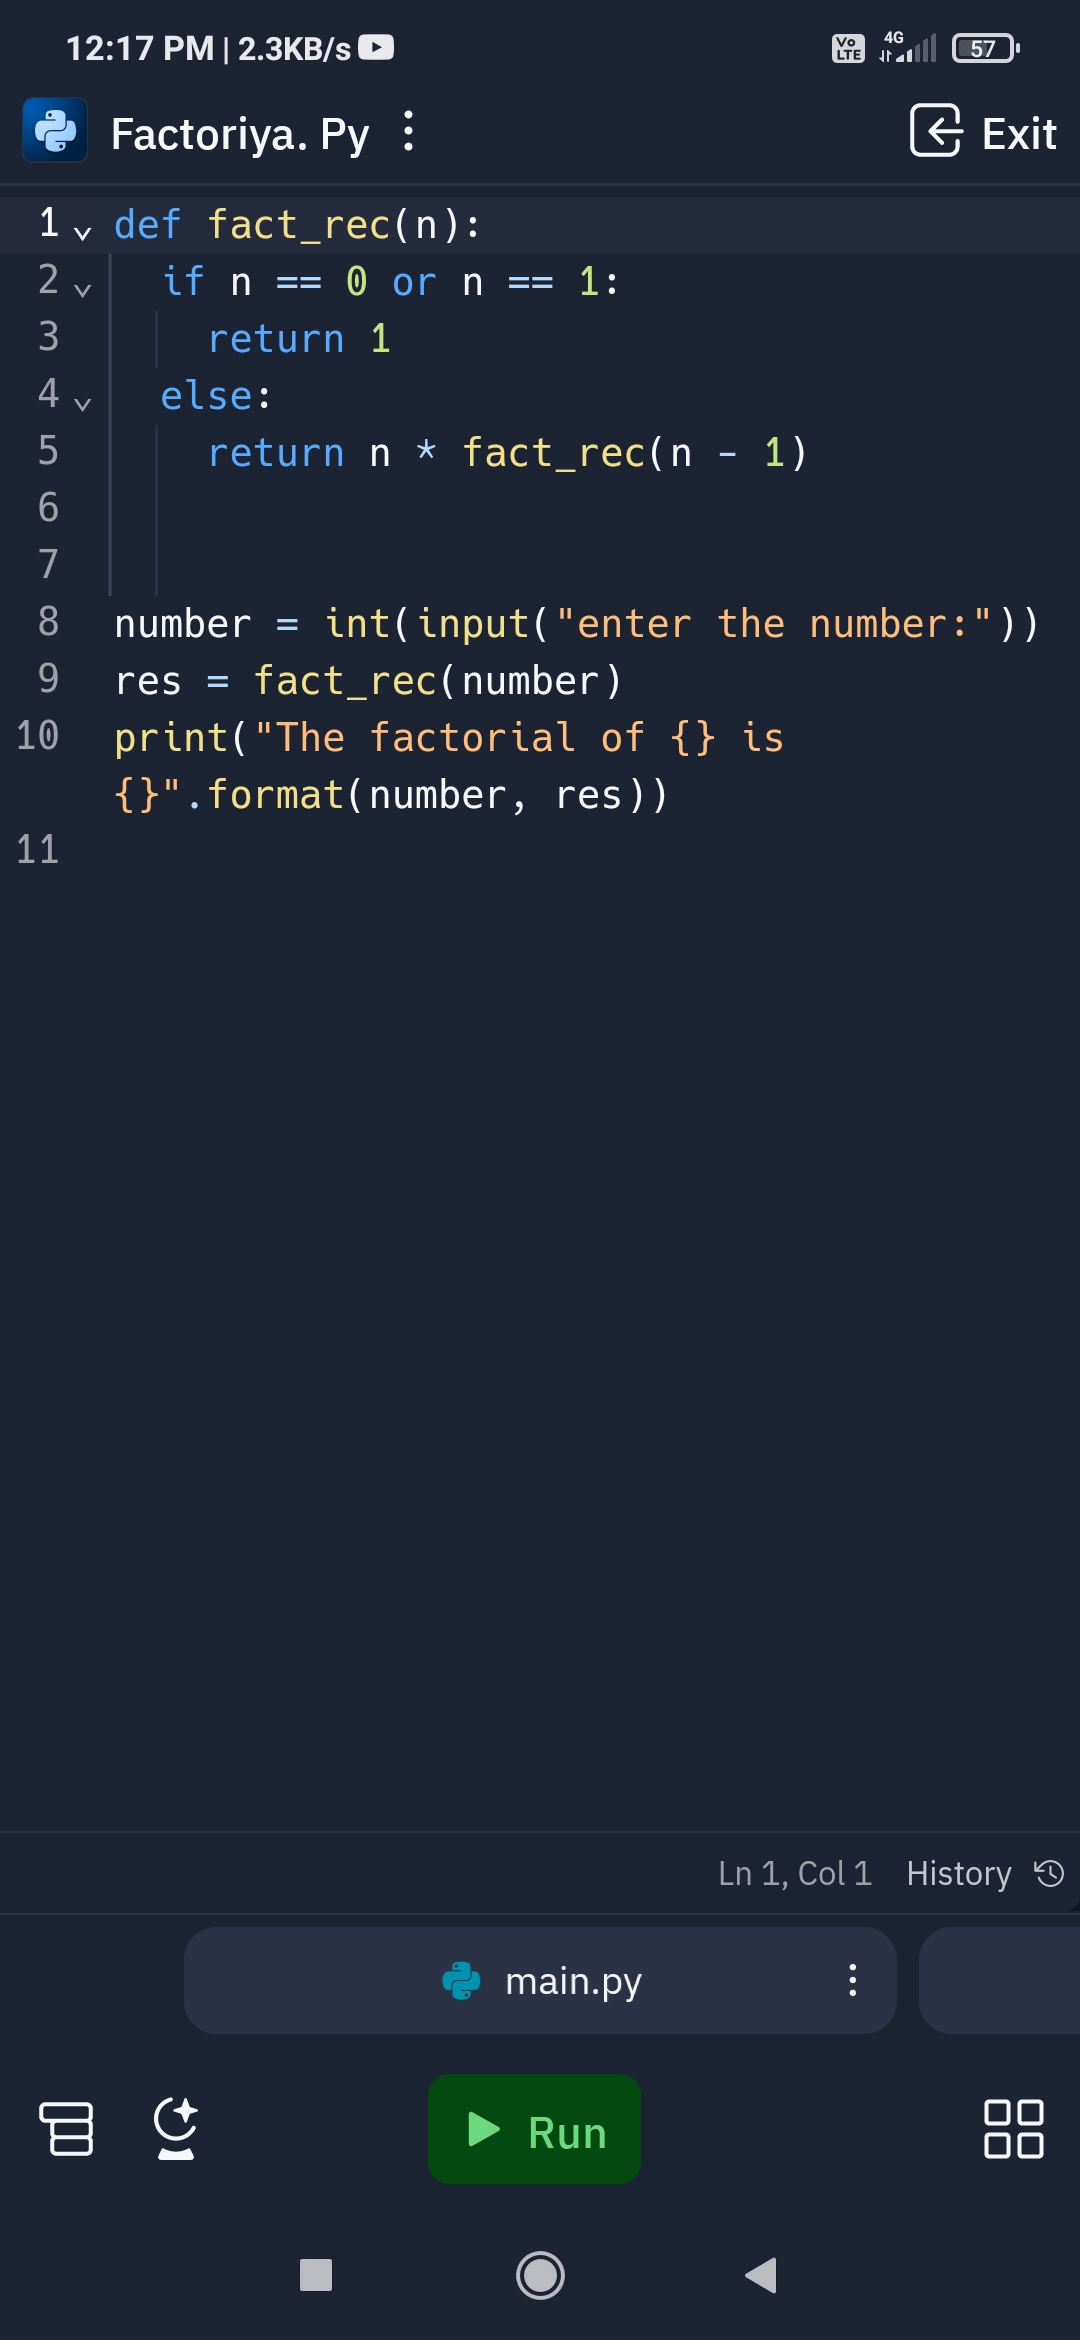 12:17 PM | 2.3KB/s
Vo LTE 4G 57
Factoriya. Py Exit
1 def fact_rec(n):
2 if n == 0 or n == 1:
3 return 1
4 else:
5 return n * fact_rec(n - 1)
6
7
8 number = int(input("enter the number:"))
9 res = fact_rec(number)
10 print("The factorial of {} is
{}".format(number, res))
11
Ln 1, Col 1 History
main.py
Run